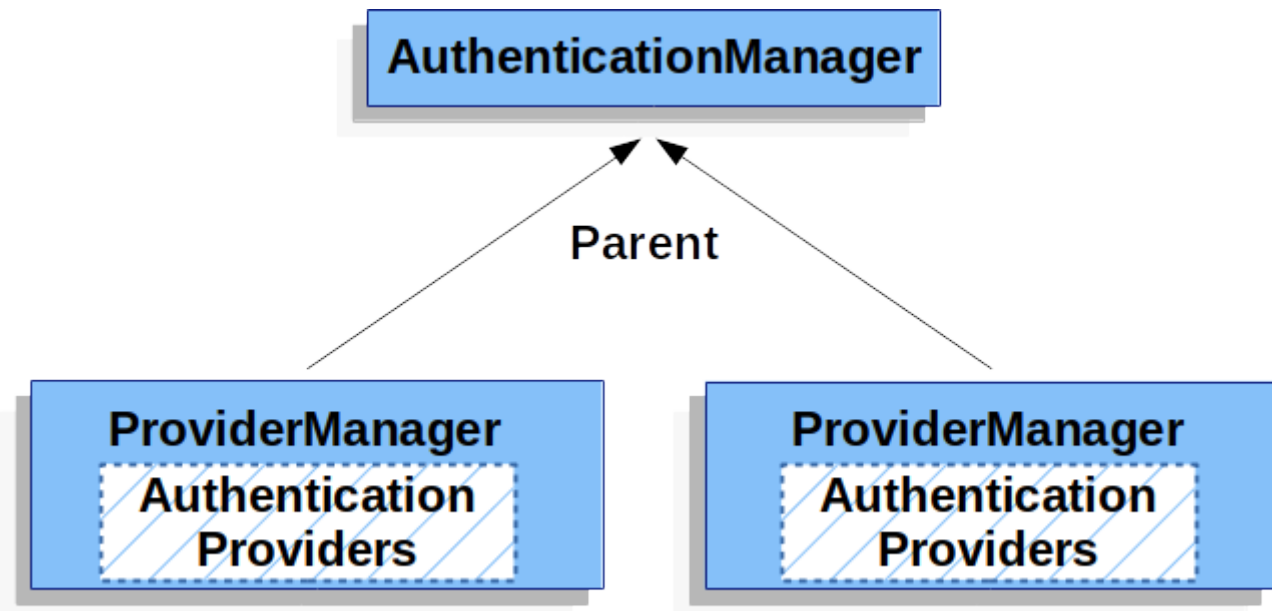 AuthenticationManager
Parent
ProviderManager
Authentication
Providers
ProviderManager
Authentication
Providers